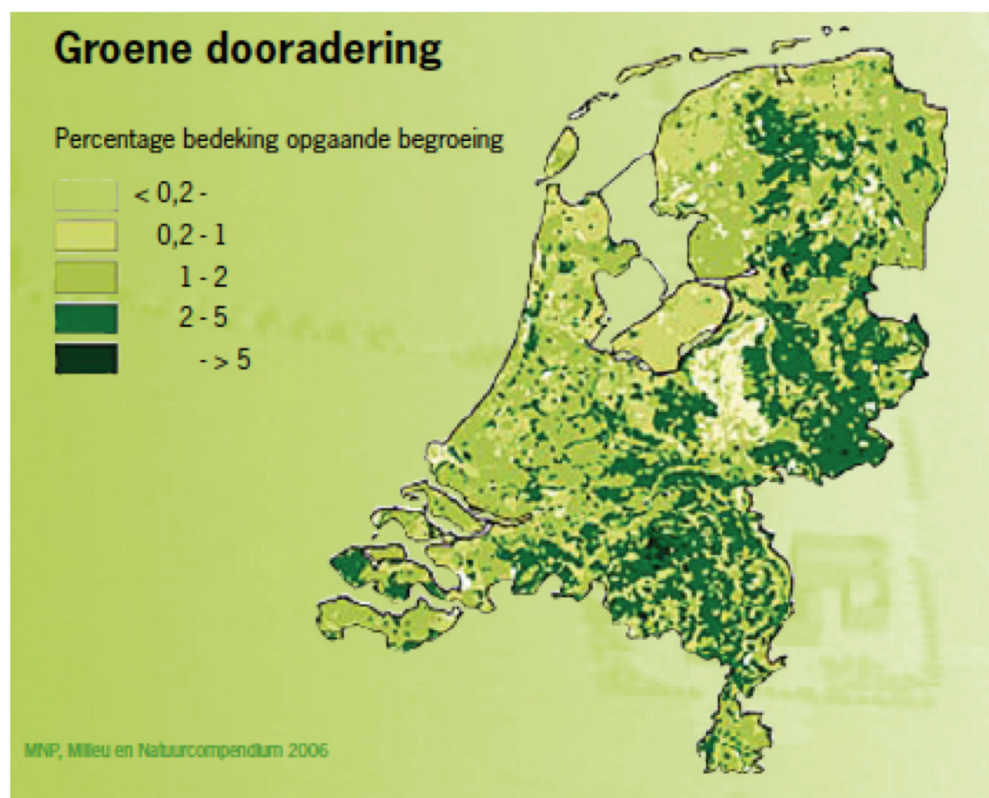 Groene dooradering
Percentage bedeking opgaande begroeing
< 0,2 -
0,2 - 1
1 - 2
2 - 5
- > 5
MNP, Milieu en Natuurcompendium 2006